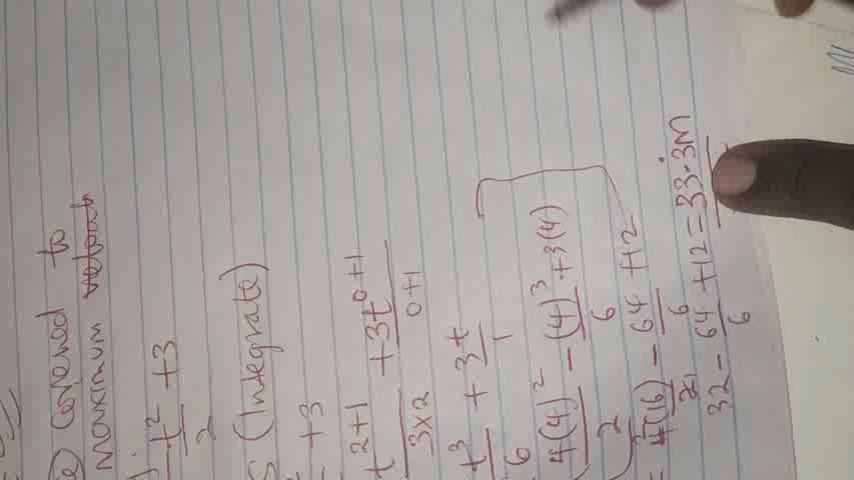 covered to
maximum
t² + 3
2
(Integrate)
+ 3
t²⁺¹ + 3t⁰⁺¹
3×2 0+1
t³ + 3t
6 1
4(4)² - (4)³ + 3(4)
2 6
= 4(16) - 64 + 12
2 6
32 - 64 + 12 = 33.3m
6